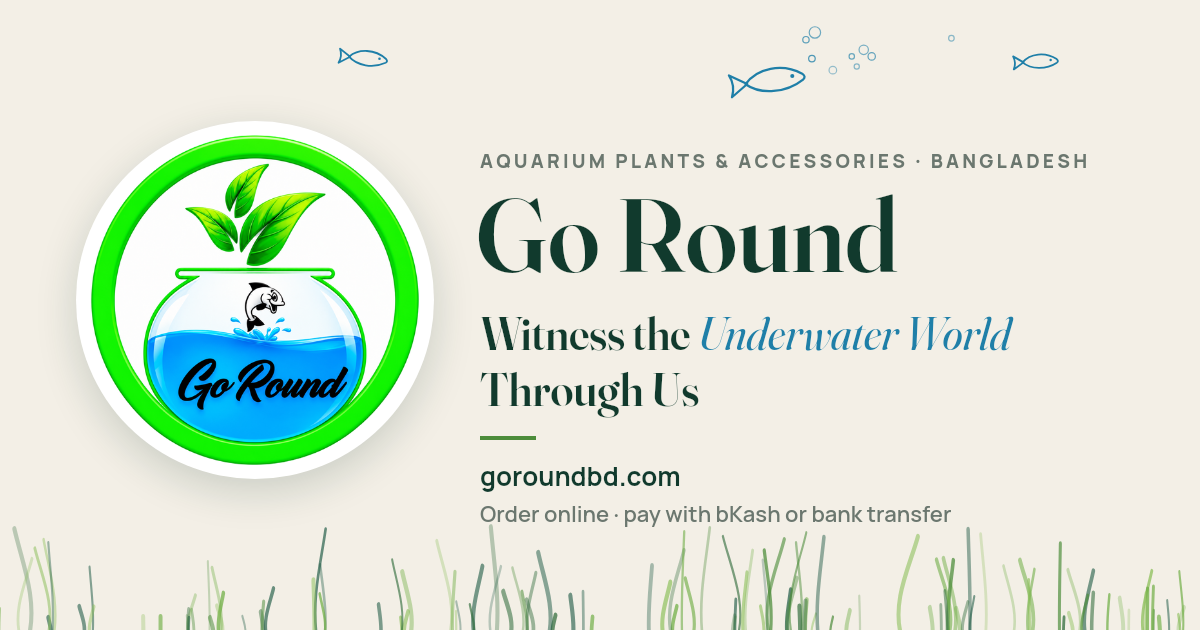 AQUARIUM PLANTS & ACCESSORIES · BANGLADESH
Go Round
Witness the Underwater World
Through Us
goroundbd.com
Order online · pay with bKash or bank transfer
Go Round